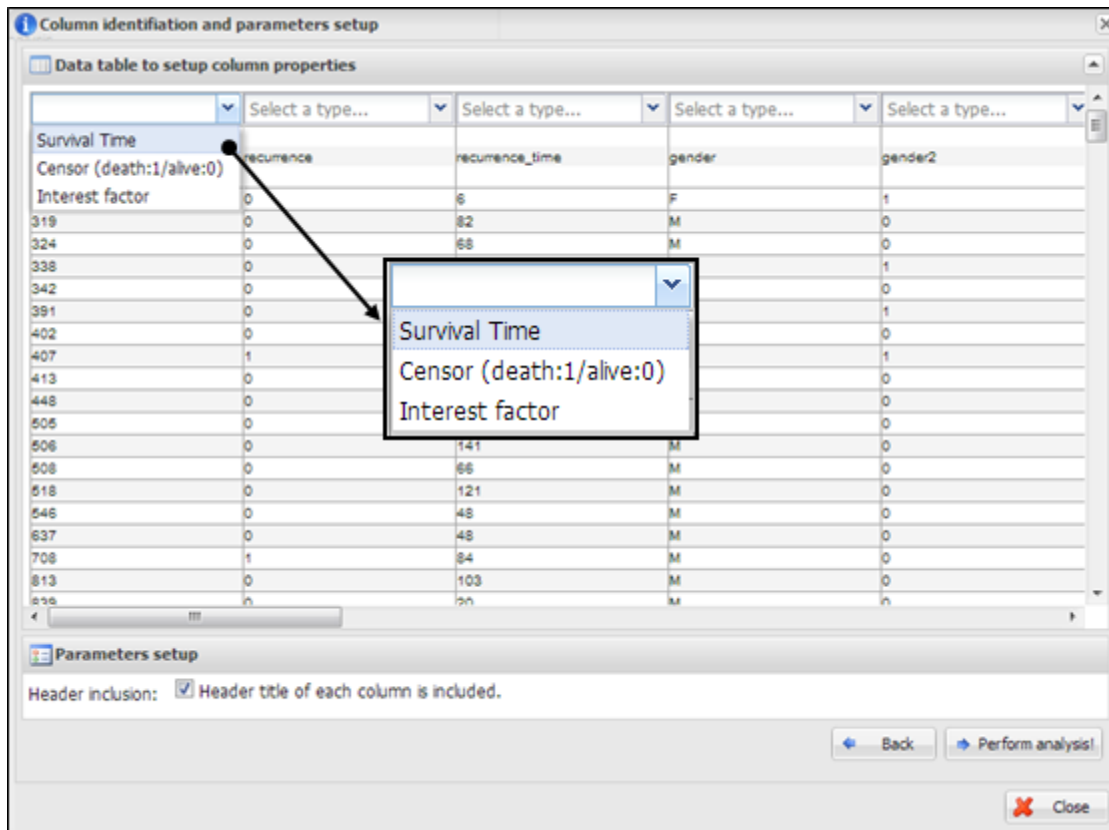 Column identifiation and parameters setup
Data table to setup column properties
Select a type... Select a type... Select a type... Select a type...
Survival Time
Censor (death:1/alive:0)
Interest factor
recurrence recurrence_time gender gender2
0 6 F 1
319 0 82 M 0
324 0 68 M 0
338 0 1
342 0 0
391 0 1
402 0 0
407 1 1
413 0 0
448 0 0
505 0 0
506 0 141 M 0
508 0 66 M 0
518 0 121 M 0
546 0 48 M 0
637 0 48 M 0
708 1 84 M 0
813 0 103 M 0
839 0 20 M 0
Survival Time
Censor (death:1/alive:0)
Interest factor
Parameters setup
Header inclusion: Header title of each column is included.
Back Perform analysis!
Close